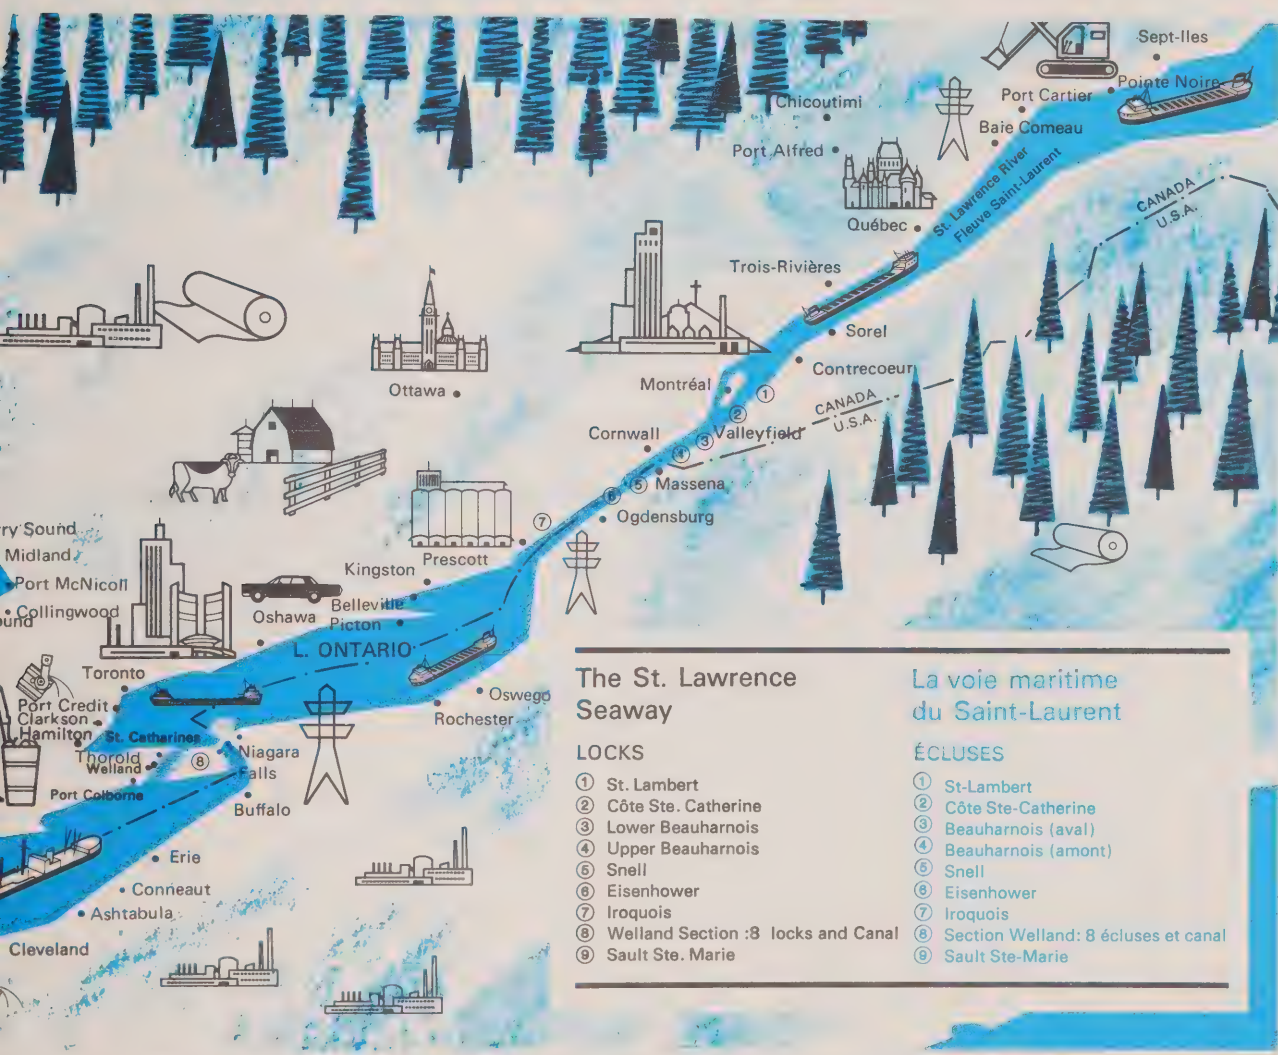 Sept-Iles
Pointe Noire
Port Cartier
Chicoutimi
Baie Comeau
Port Alfred
St. Lawrence River
Fleuve Saint-Laurent
CANADA
U.S.A.
Québec
Trois-Rivières
Sorel
Contrecoeur
Montréal
Ottawa
1
2
CANADA
U.S.A.
Cornwall
3
Valleyfield
4
5
Massena
6
Ogdensburg
7
Prescott
Kingston
ry Sound
Midland
Port McNicoll
Collingwood
ound
Oshawa
Belleville
Picton
L. ONTARIO
Toronto
Port Credit
Clarkson
Hamilton
St. Catharines
Thorold
Welland
8
Niagara
Falls
Port Colborne
Buffalo
Oswego
Rochester
Erie
Conneaut
Ashtabula
Cleveland
The St. Lawrence
Seaway
LOCKS
1 St. Lambert
2 Côte Ste. Catherine
3 Lower Beauharnois
4 Upper Beauharnois
5 Snell
6 Eisenhower
7 Iroquois
8 Welland Section :8 locks and Canal
9 Sault Ste. Marie
La voie maritime
du Saint-Laurent
ÉCLUSES
1 St-Lambert
2 Côte Ste-Catherine
3 Beauharnois (aval)
4 Beauharnois (amont)
5 Snell
6 Eisenhower
7 Iroquois
8 Section Welland: 8 écluses et canal
9 Sault Ste-Marie